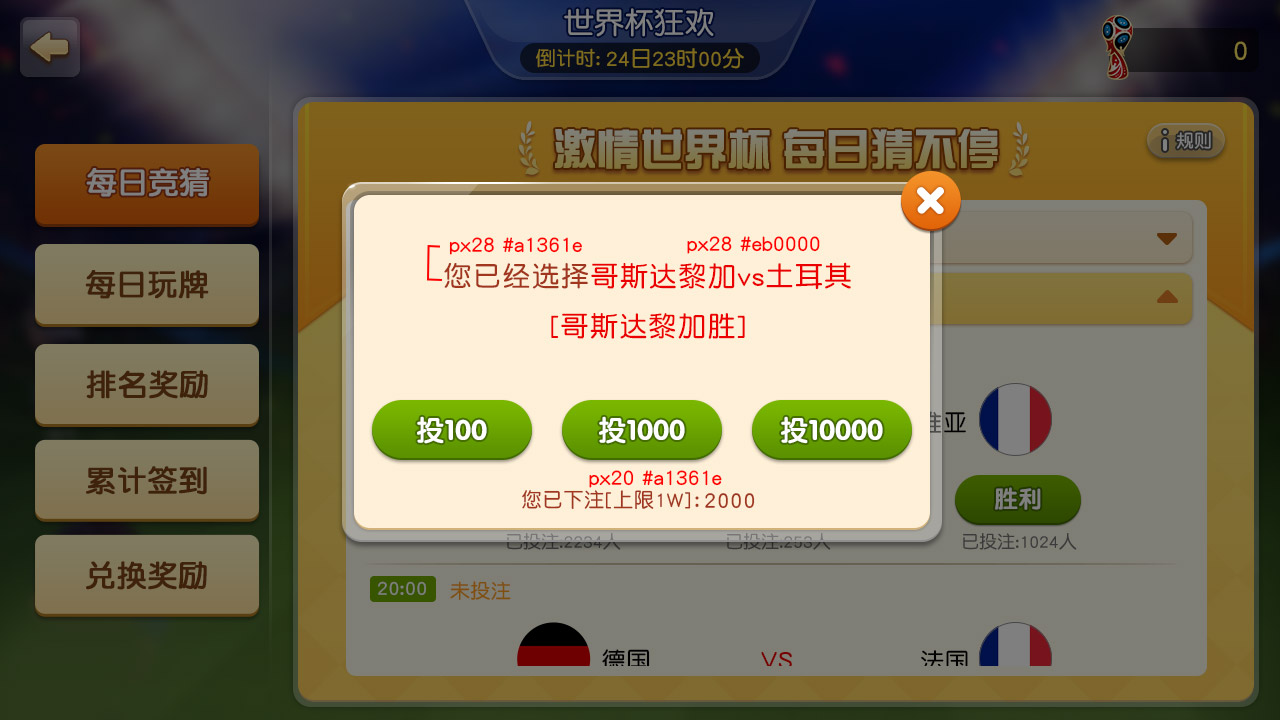 世界杯狂欢
倒计时: 24日23时00分
0
激情世界杯 每日猜不停
规则
每日竞猜
每日玩牌
排名奖励
累计签到
兑换奖励
px28 #a1361e px28 #eb0000
您已经选择哥斯达黎加vs土耳其
[哥斯达黎加胜]
投100 投1000 投10000
px20 #a1361e
您已下注[上限1W]: 2000
亚
胜利
已投注:2234人 已投注:253人 已投注:1024人
20:00 未投注
德国 VS 法国